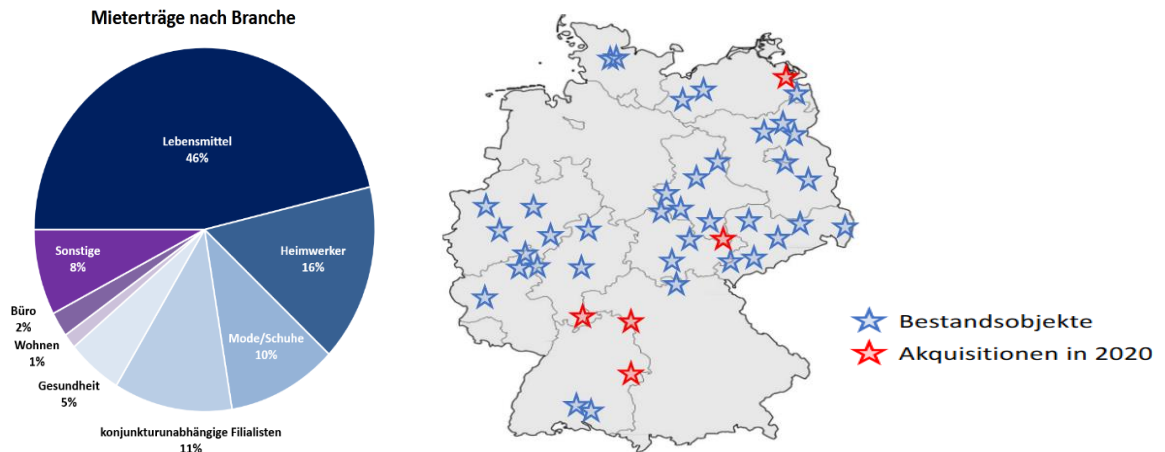 Mieterträge nach Branche
Lebensmittel
46%
Heimwerker
16%
Mode/Schuhe
10%
konjunkturunabhängige Filialisten
11%
Gesundheit
5%
Wohnen
1%
Büro
2%
Sonstige
8%
Bestandsobjekte
Akquisitionen in 2020